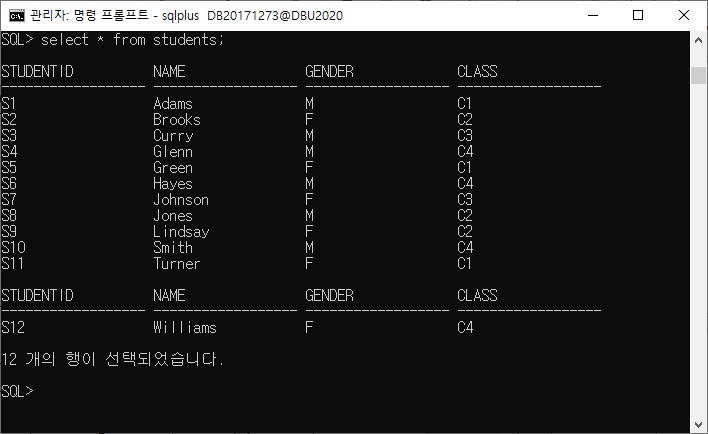 관리자: 명령 프롬프트 - sqlplus DB20171273@DBU2020
SQL> select * from students;
STUDENTID NAME GENDER CLASS
---------------- ---------------- ---------------- ----------------
S1 Adams M C1
S2 Brooks F C2
S3 Curry M C3
S4 Glenn M C4
S5 Green F C1
S6 Hayes M C4
S7 Johnson F C3
S8 Jones M C2
S9 Lindsay F C2
S10 Smith M C4
S11 Turner F C1
STUDENTID NAME GENDER CLASS
---------------- ---------------- ---------------- ----------------
S12 Williams F C4
12 개의 행이 선택되었습니다.
SQL>